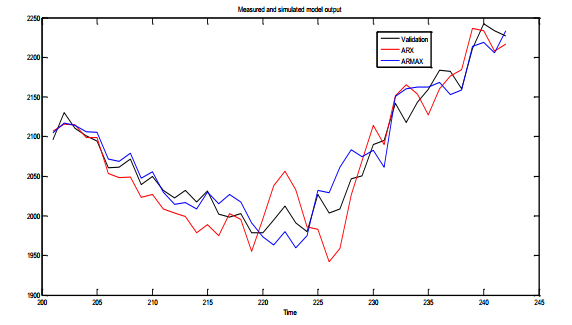 Measured and simulated model output
2250
2200
2150
2100
2050
2000
1950
1900
Validation
ARX
ARMAX
200 205 210 215 220 225 230 235 240 245
Time